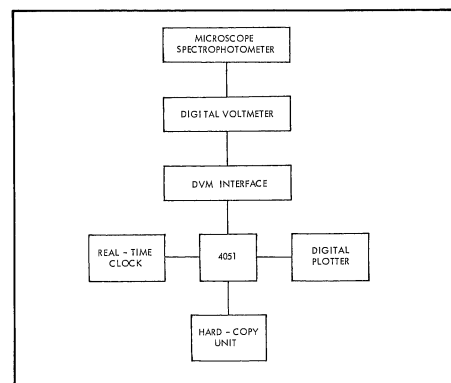 MICROSCOPE
SPECTROPHOTOMETER
DIGITAL VOLTMETER
DVM INTERFACE
REAL - TIME
CLOCK
4051
DIGITAL
PLOTTER
HARD - COPY
UNIT